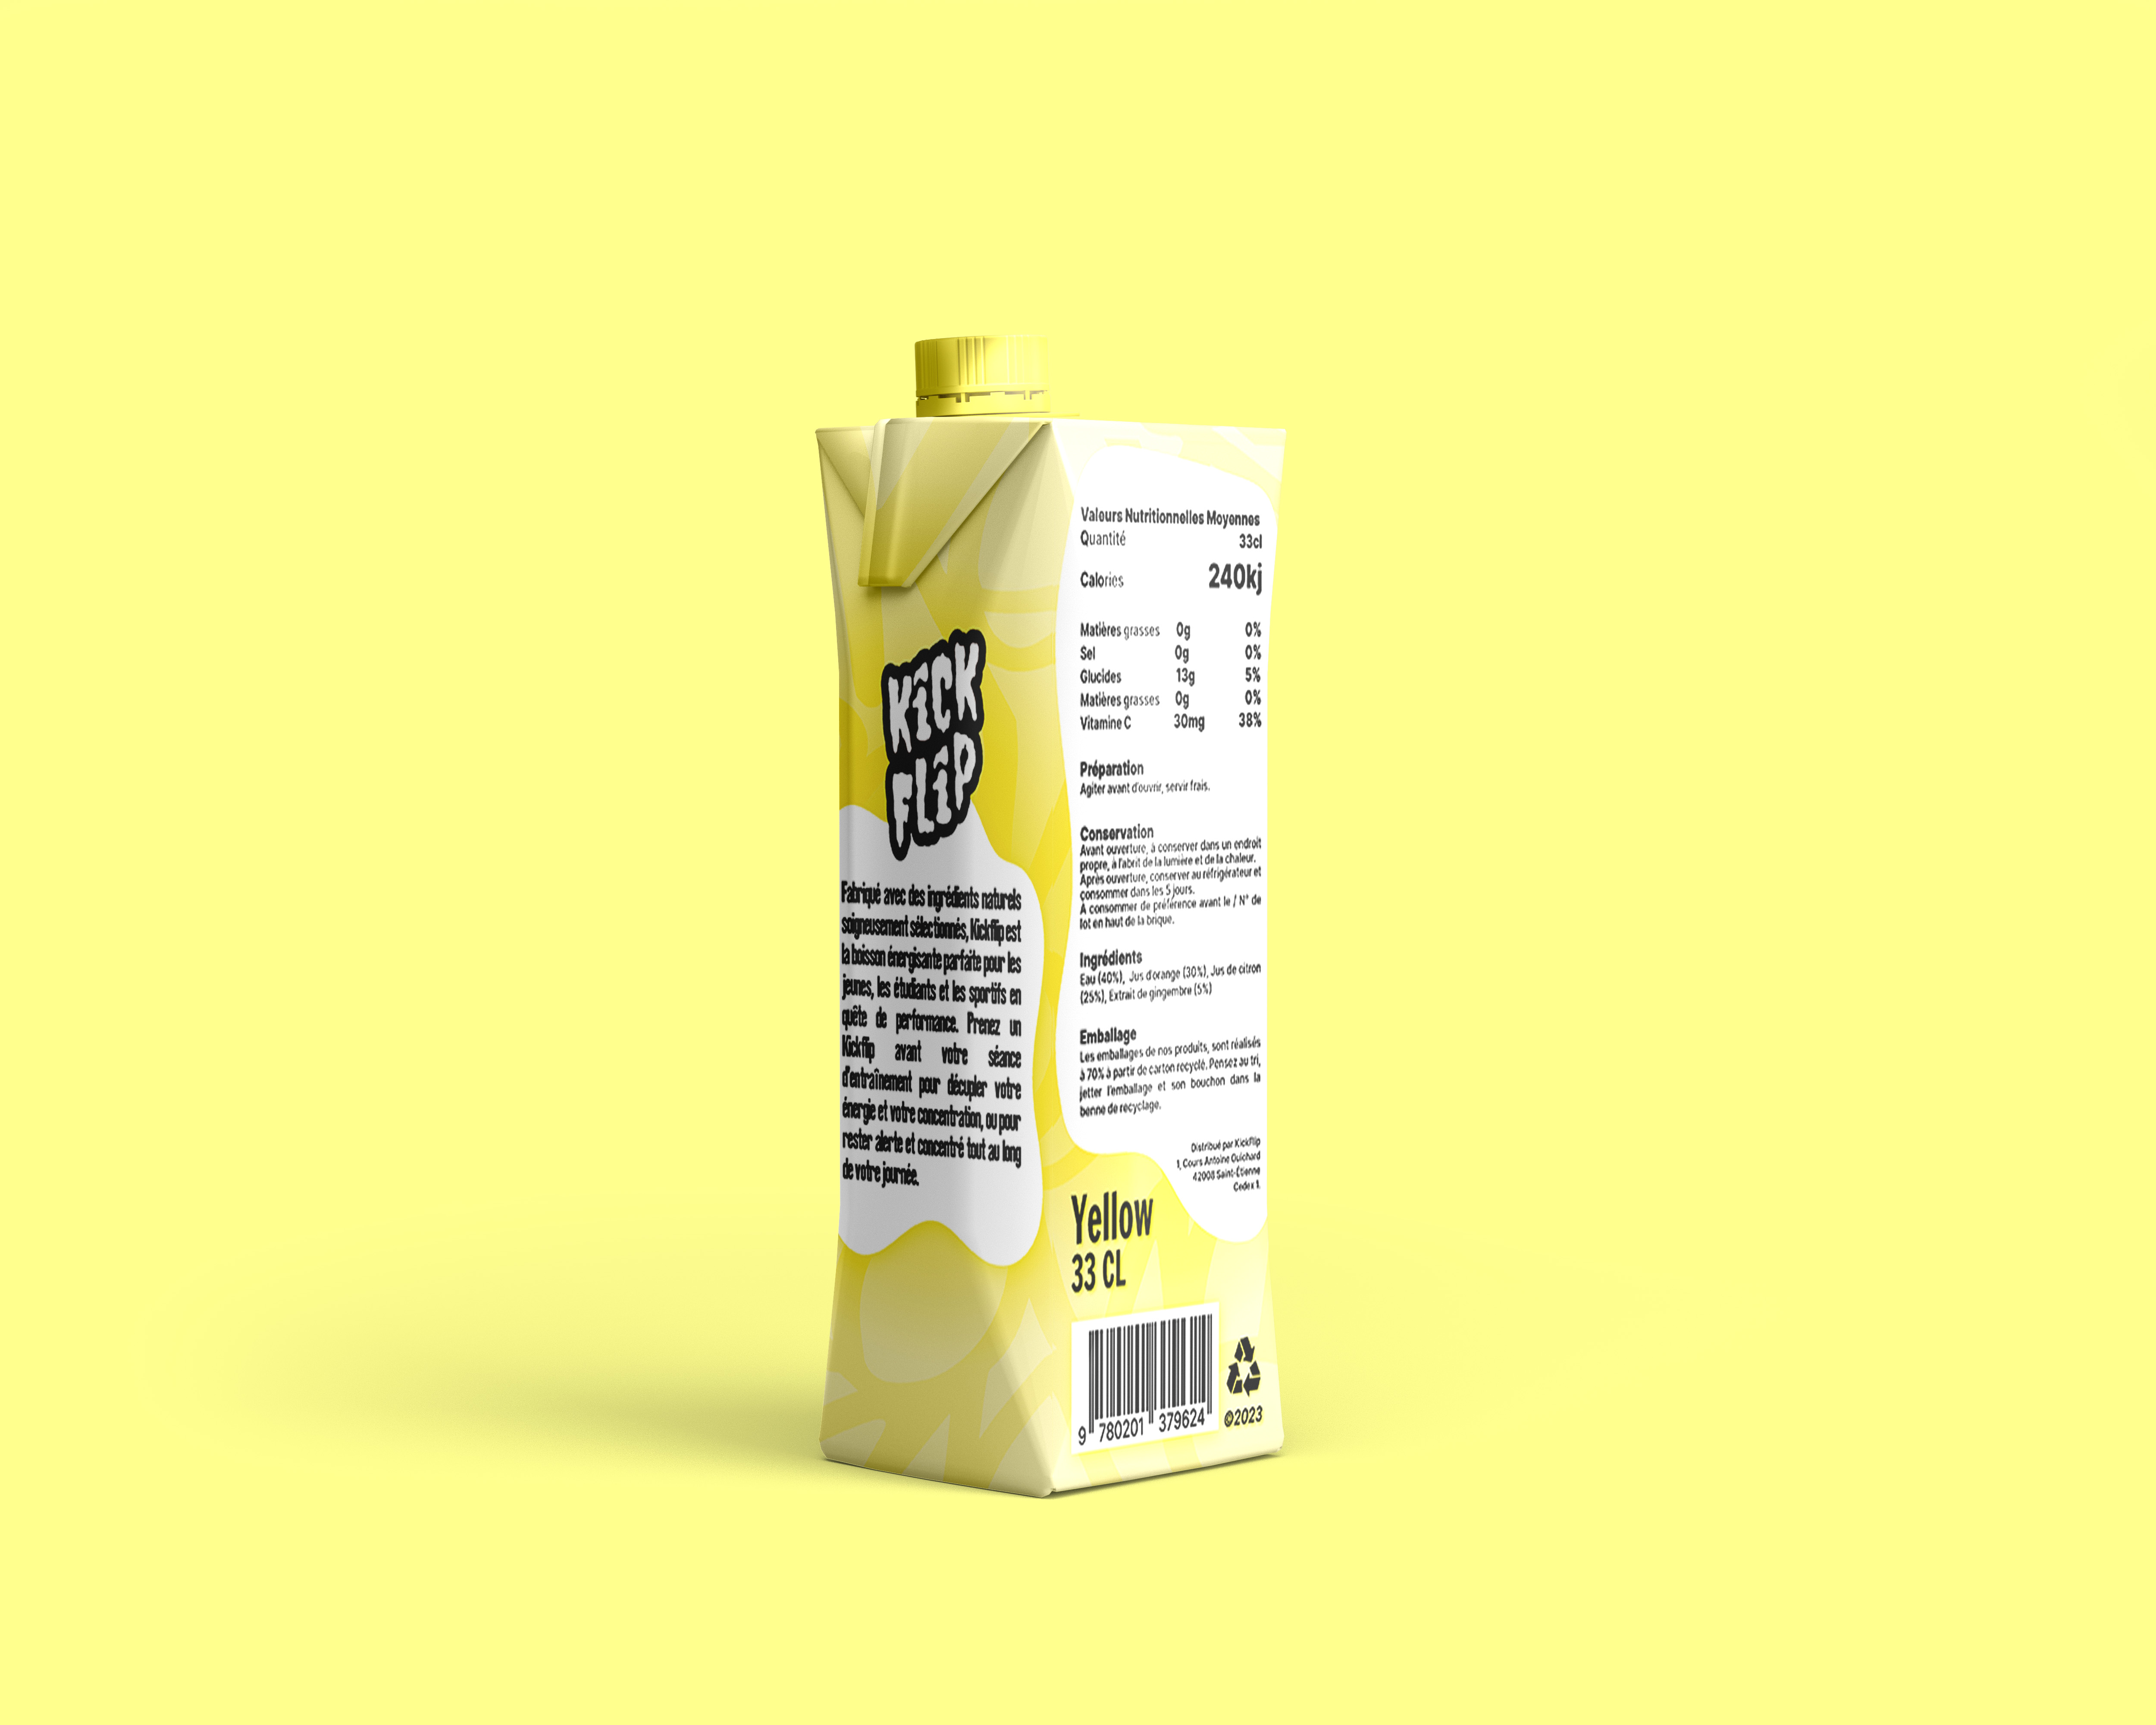 KiCK
FLiP
Fabriqué avec des ingrédients naturels
soigneusement sélectionnés, Kickflip est
la boisson énergisante parfaite pour les
jeunes, les étudiants et les sportifs en
quête de performance. Prenez un
Kickflip avant votre séance
d'entraînement pour décupler votre
énergie et votre concentration, ou pour
rester alerte et concentré tout au long
de votre journée.
Valeurs Nutritionnelles Moyennes
Quantité 33cl
Calories 240kj
Matières grasses 0g 0%
Sel 0g 0%
Glucides 13g 5%
Matières grasses 0g 0%
Vitamine C 30mg 38%
Préparation
Agiter avant d'ouvrir, servir frais.
Conservation
Avant ouverture, à conserver dans un endroit
propre, à l'abrit de la lumière et de la chaleur.
Après ouverture, conserver au réfrigérateur et
consommer dans les 5 jours.
A consommer de préférence avant le / N° de
lot en haut de la brique.
Ingrédients
Eau (40%), Jus d'orange (30%), Jus de citron
(25%), Extrait de gingembre (5%)
Emballage
Les emballages de nos produits, sont réalisés
à 70% à partir de carton recyclé. Pensez au tri,
jetter l'emballage et son bouchon dans la
benne de recyclage.
Distribué par Kickflip
1, Cours Antoine Guichard
42008 Saint-Étienne
Cedex 1.
Yellow
33 CL
9 780201 379624
©2023